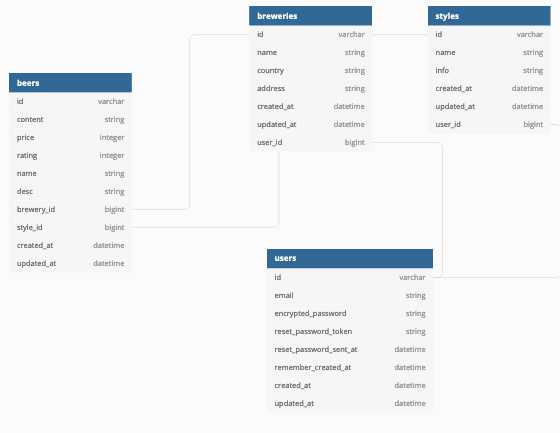 beers
id varchar
content string
price integer
rating integer
name string
desc string
brewery_id bigint
style_id bigint
created_at datetime
updated_at datetime
breweries
id varchar
name string
country string
address string
created_at datetime
updated_at datetime
user_id bigint
styles
id varchar
name string
info string
created_at datetime
updated_at datetime
user_id bigint
users
id varchar
email string
encrypted_password string
reset_password_token string
reset_password_sent_at datetime
remember_created_at datetime
created_at datetime
updated_at datetime